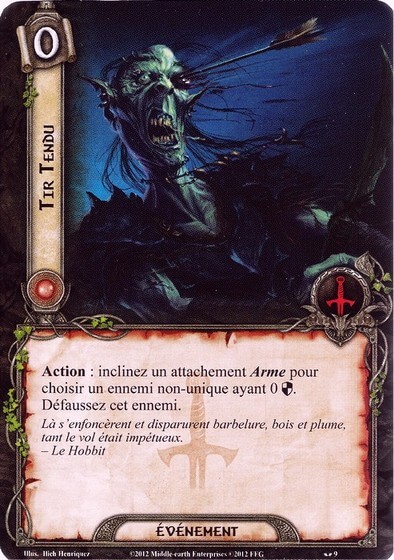 0
TIR TENDU
Action : inclinez un attachement Arme pour
choisir un ennemi non-unique ayant 0 .
Défaussez cet ennemi.
Là s'enfoncèrent et disparurent barbelure, bois et plume,
tant le vol était impétueux.
– Le Hobbit
ÉVÉNEMENT
Illus. Ilich Henriquez
©2012 Middle-earth Enterprises ©2012 FFG
9